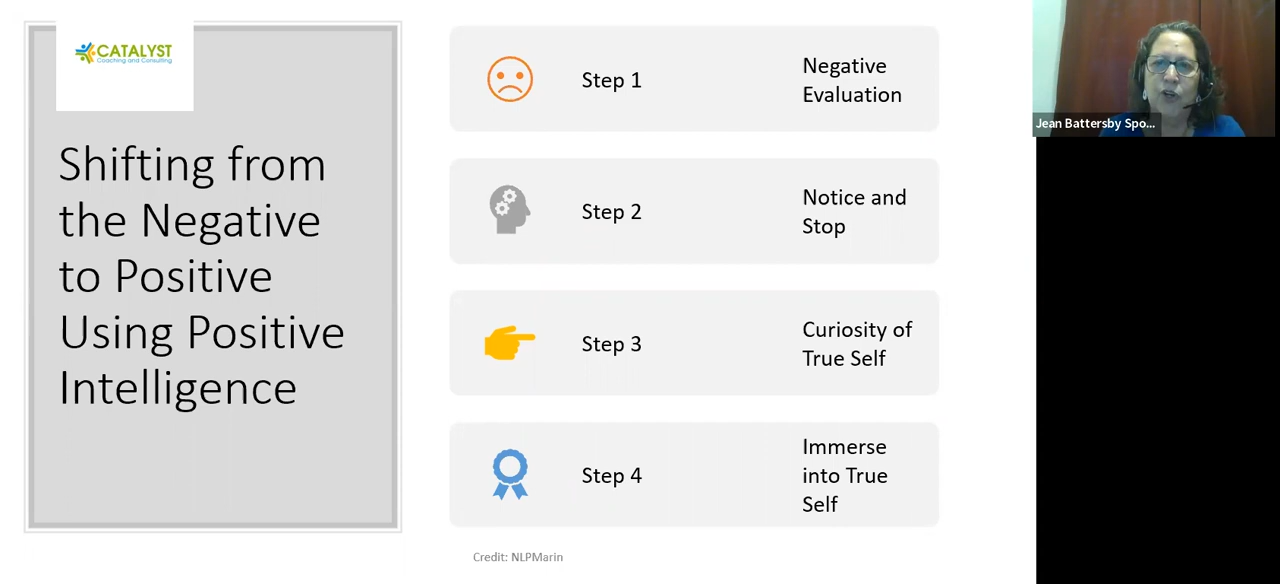 CATALYST
Coaching and Consulting
Shifting from
the Negative
to Positive
Using Positive
Intelligence
Step 1
Negative
Evaluation
Step 2
Notice and
Stop
Step 3
Curiosity of
True Self
Step 4
Immerse
into True
Self
Credit: NLPMarin
Jean Battersby Spo...